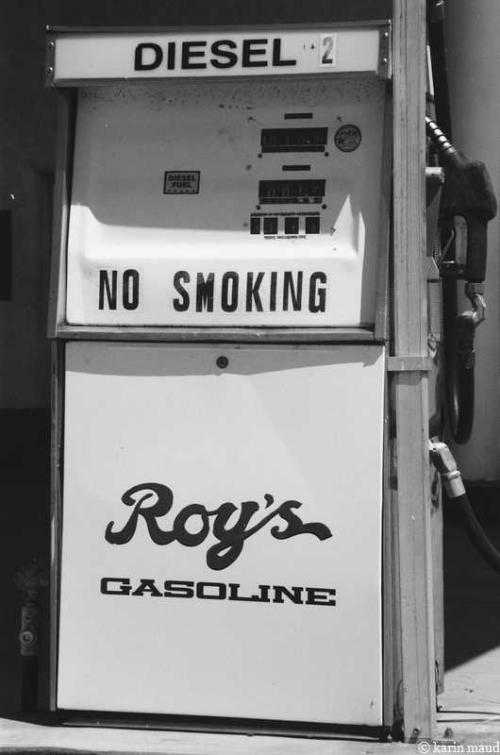 DIESEL 2
DIESEL
FUEL
NO SMOKING
Roy's
GASOLINE
© karin maud